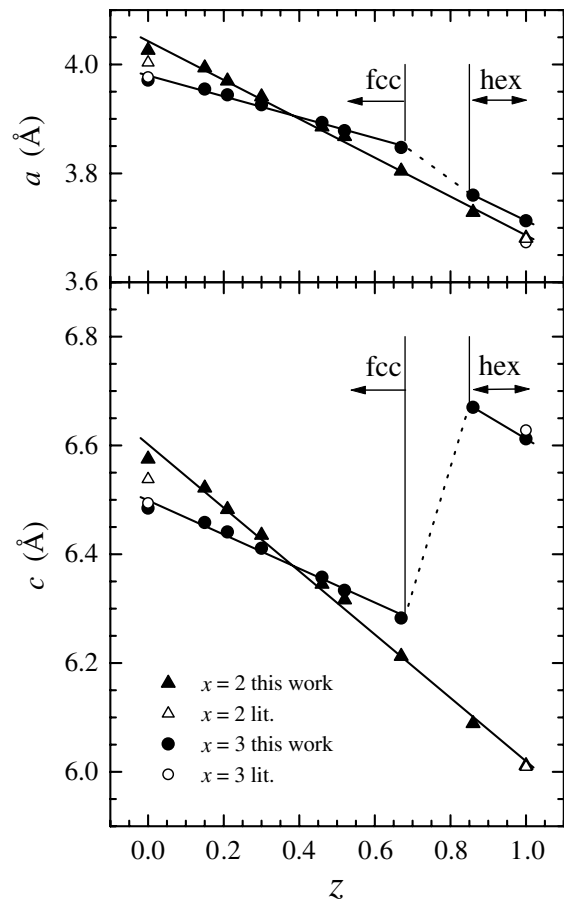 4.0
3.8
3.6
a (Å)
fcc
hex
6.8
6.6
6.4
6.2
6.0
c (Å)
fcc
hex
x = 2 this work
x = 2 lit.
x = 3 this work
x = 3 lit.
0.0 0.2 0.4 0.6 0.8 1.0
z